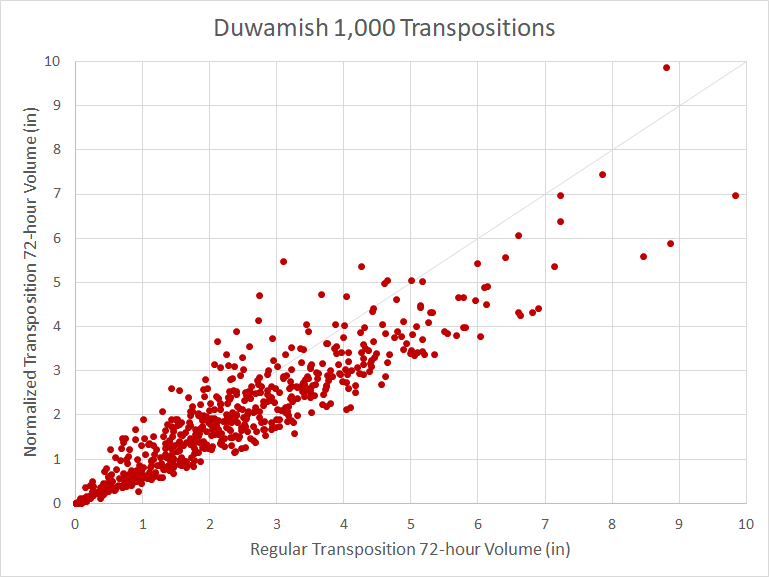 Duwamish 1,000 Transpositions
Normalized Transposition 72-hour Volume (in)
10
9
8
7
6
5
4
3
2
1
0
0 1 2 3 4 5 6 7 8 9 10
Regular Transposition 72-hour Volume (in)